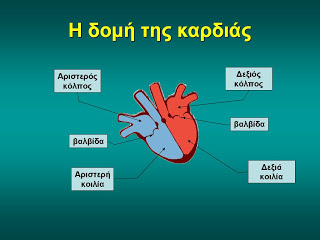 Η δομή της καρδιάς
Αριστερός
κόλπος
Δεξιός
κόλπος
βαλβίδα
βαλβίδα
Αριστερή
κοιλία
Δεξιά
κοιλία